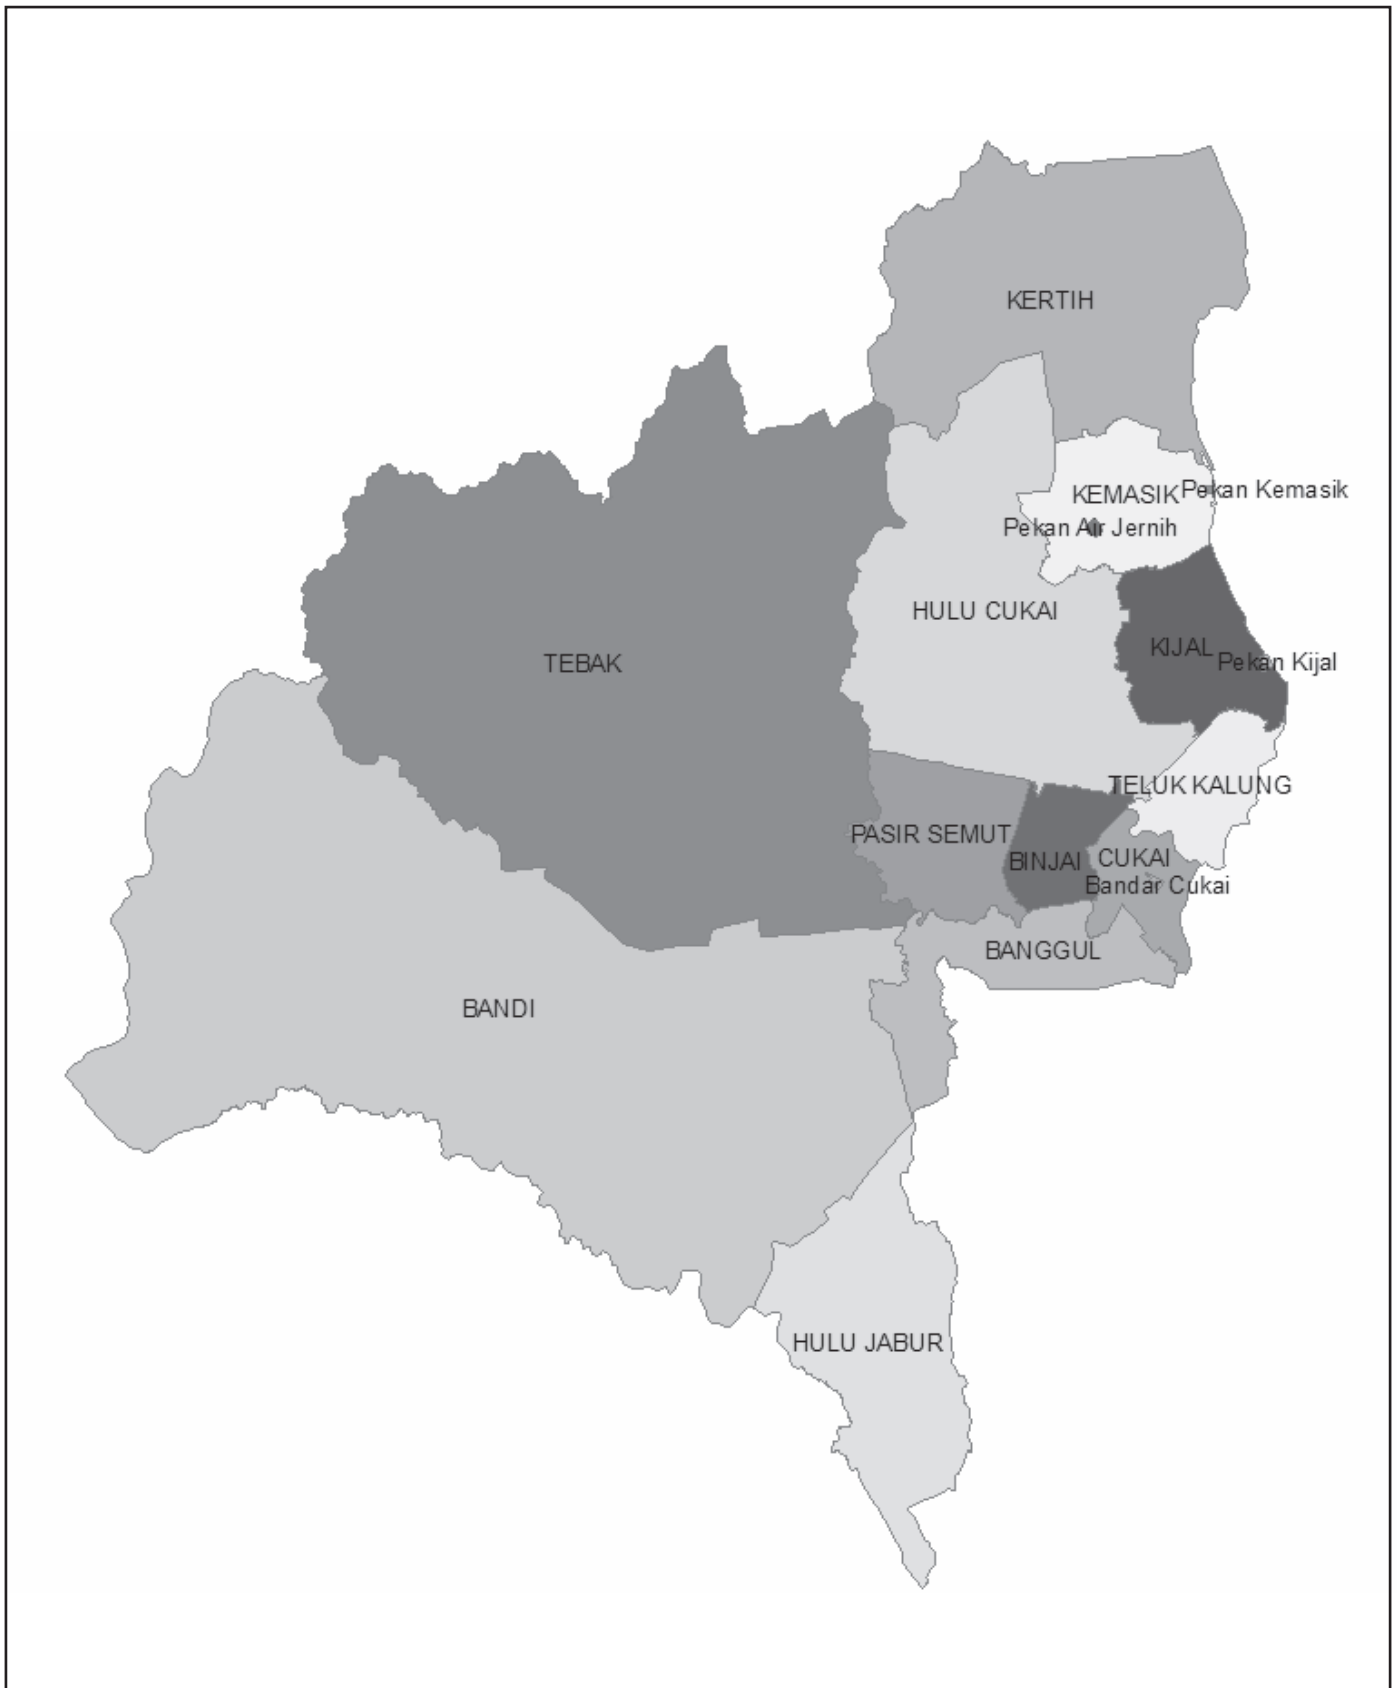 KERTIH
KEMASIK
Pekan Kemasik
Pekan Air Jernih
HULU CUKAI
KIJAL
Pekan Kijal
TEBAK
TELUK KALUNG
PASIR SEMUT
BINJAI
CUKAI
Bandar Cukai
BANGGUL
BANDI
HULU JABUR